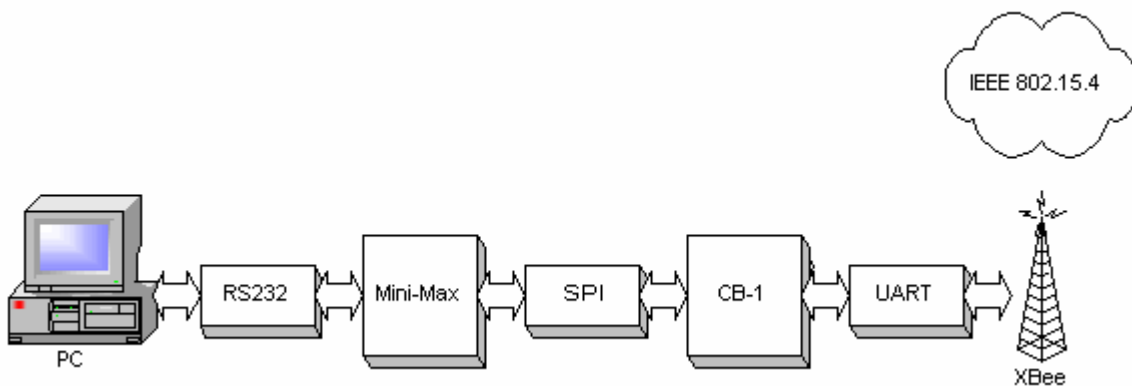 IEEE 802.15.4
PC
RS232
Mini-Max
SPI
CB-1
UART
XBee